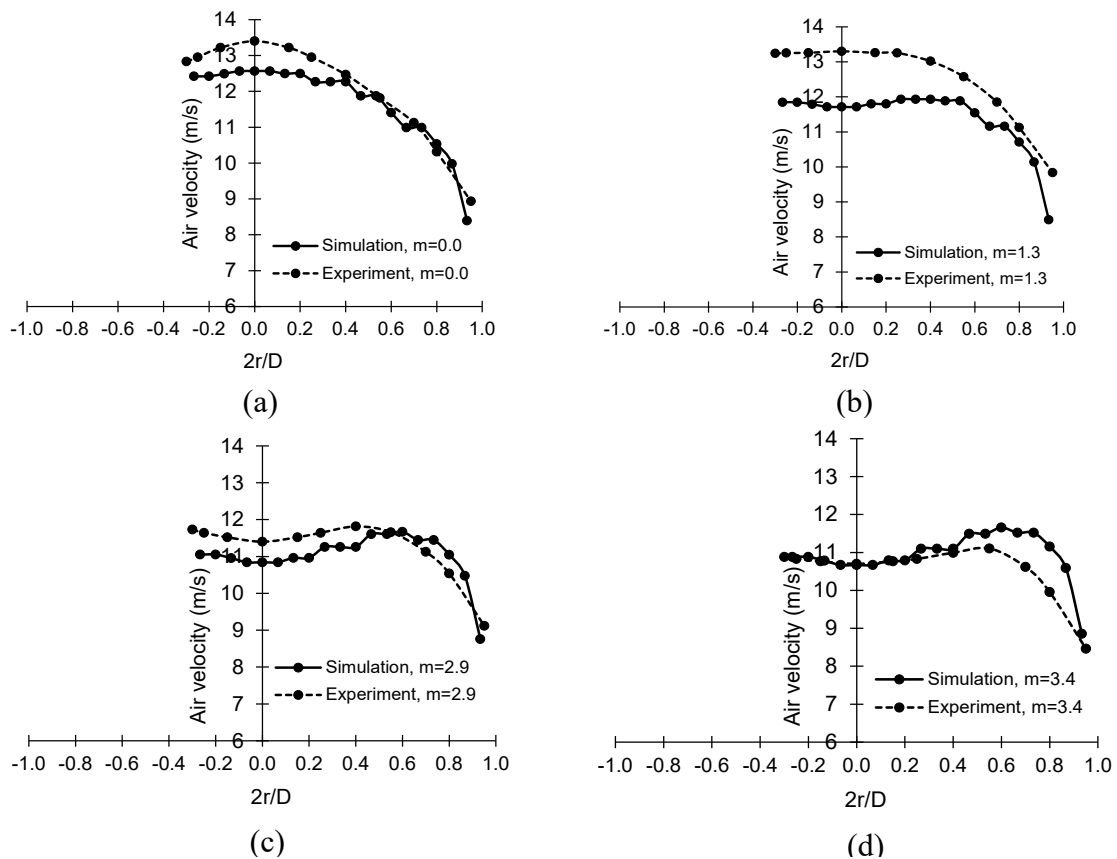 14
13
12
11
10
9
8
7
6
Air velocity (m/s)
Simulation, m=0.0
Experiment, m=0.0
-1.0 -0.8 -0.6 -0.4 -0.2 0.0 0.2 0.4 0.6 0.8 1.0
2r/D
(a)
14
13
12
11
10
9
8
7
6
Air velocity (m/s)
Simulation, m=1.3
Experiment, m=1.3
-1.0 -0.8 -0.6 -0.4 -0.2 0.0 0.2 0.4 0.6 0.8 1.0
2r/D
(b)
14
13
12
11
10
9
8
7
6
Air velocity (m/s)
Simulation, m=2.9
Experiment, m=2.9
-1.0 -0.8 -0.6 -0.4 -0.2 0.0 0.2 0.4 0.6 0.8 1.0
2r/D
(c)
14
13
12
11
10
9
8
7
6
Air velocity (m/s)
Simulation, m=3.4
Experiment, m=3.4
-1.0 -0.8 -0.6 -0.4 -0.2 0.0 0.2 0.4 0.6 0.8 1.0
2r/D
(d)